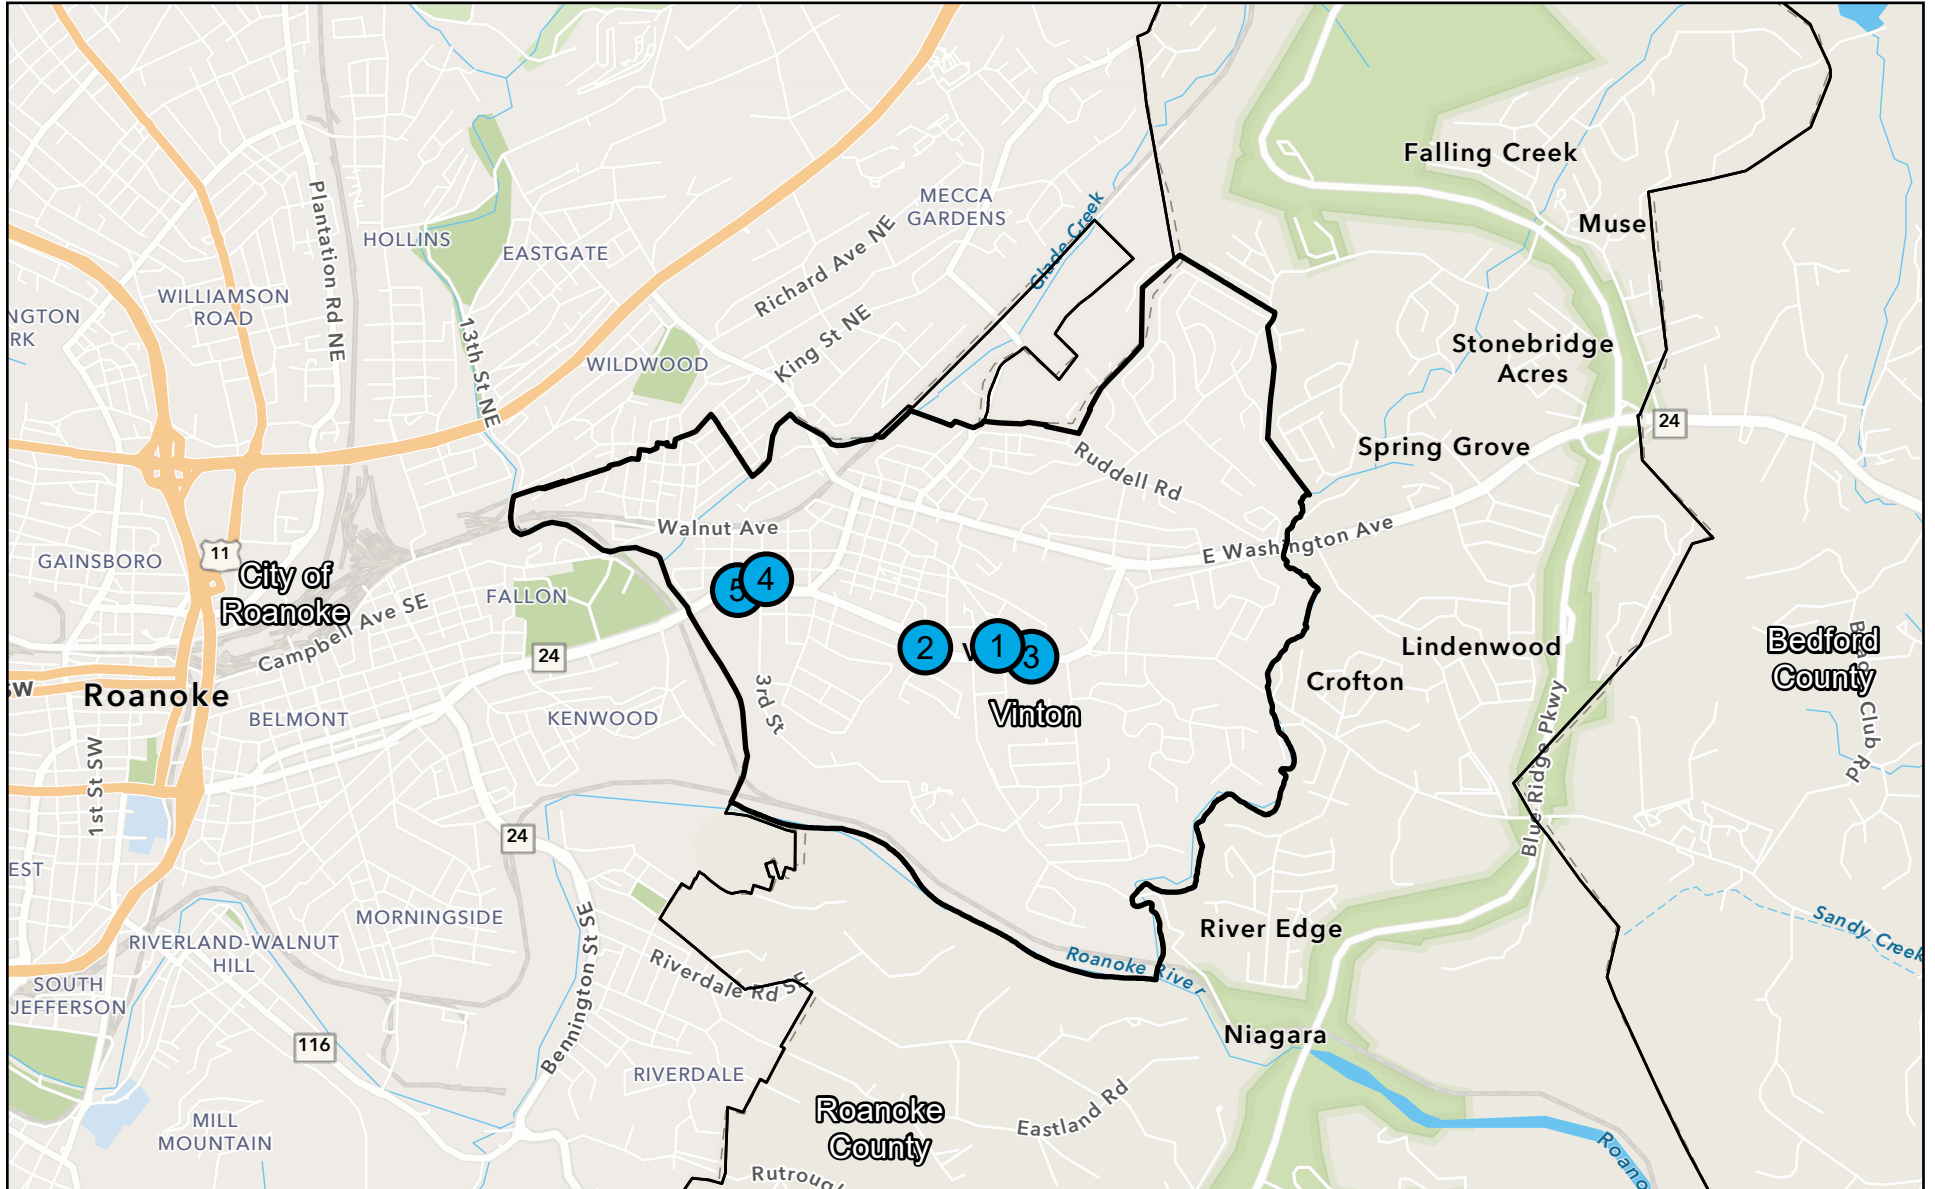 Falling Creek
Muse
MECCA
GARDENS
Glade Creek
Plantation Rd NE
HOLLINS
EASTGATE
Richard Ave NE
WILLIAMSON
ROAD
NGTON
RK
13th St NE
WILDWOOD
King St NE
Stonebridge
Acres
24
Spring Grove
Ruddell Rd
Walnut Ave
E Washington Ave
11
GAINSBORO
City of
Roanoke
FALLON
Campbell Ave SE
5
4
24
2
V
1
3
Lindenwood
Bedford
County
Crofton
SW
Roanoke
BELMONT
KENWOOD
3rd St
Vinton
Blue Ridge Pkwy
Club Rd
1st St SW
24
EST
MORNINGSIDE
RIVERLAND-WALNUT
HILL
Bennington St SE
River Edge
Sandy Creek
Roanoke River
Riverdale Rd SE
SOUTH
JEFFERSON
116
Niagara
RIVERDALE
MILL
MOUNTAIN
Roanoke
County
Eastland Rd
Roano
Rutroug